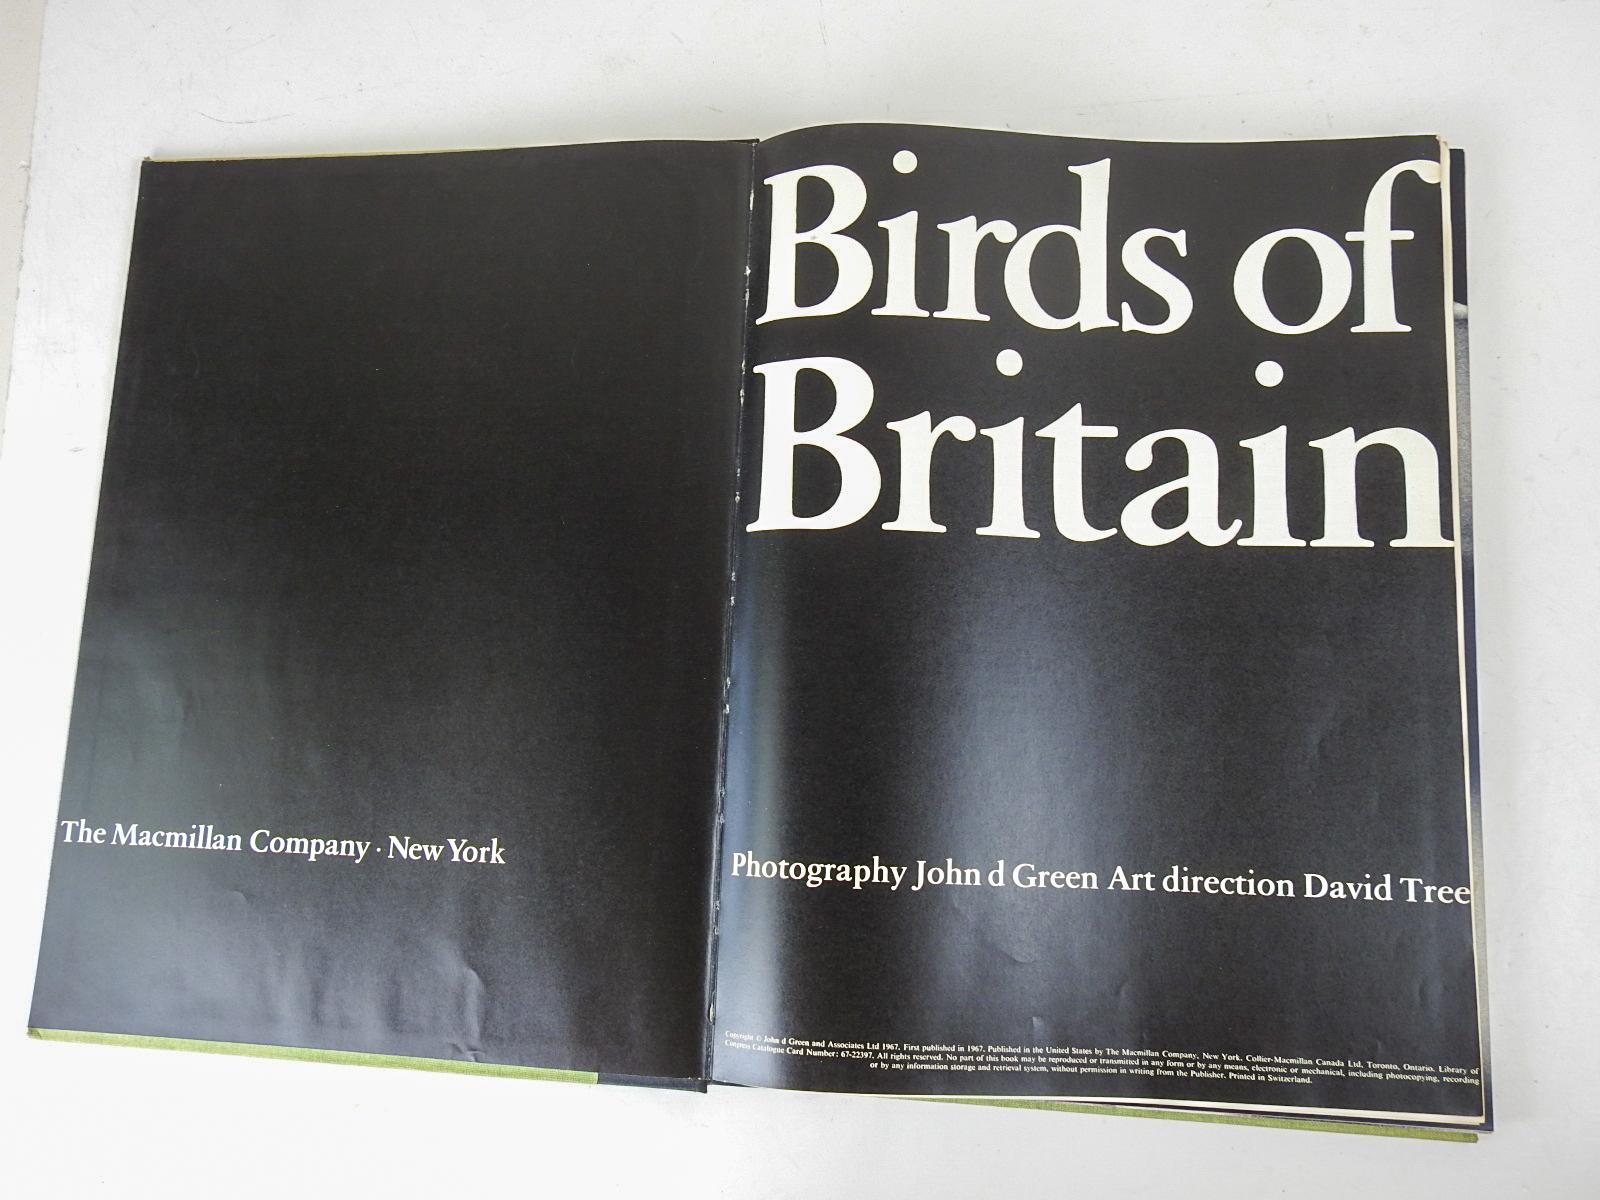 The Macmillan Company · New York
Birds of
Britain
Photography John d Green Art direction David Tree
Copyright © John d Green and Associates Ltd 1967. First published in 1967. Published in the United States by The Macmillan Company, New York. Collier-Macmillan Canada Ltd, Toronto, Ontario. Library of
Congress Catalogue Card Number: 67-22397. All rights reserved. No part of this book may be reproduced or transmitted in any form or by any means, electronic or mechanical, including photocopying, recording
or by any information storage and retrieval system, without permission in writing from the Publisher. Printed in Switzerland.